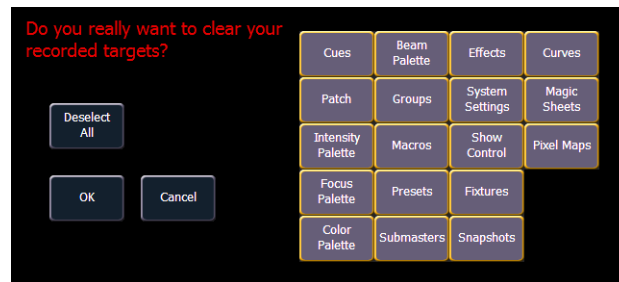 Do you really want to clear your
recorded targets?
Deselect
All
OK
Cancel
Cues
Beam
Palette
Effects
Curves
Patch
Groups
System
Settings
Magic
Sheets
Intensity
Palette
Macros
Show
Control
Pixel Maps
Focus
Palette
Presets
Fixtures
Color
Palette
Submasters
Snapshots